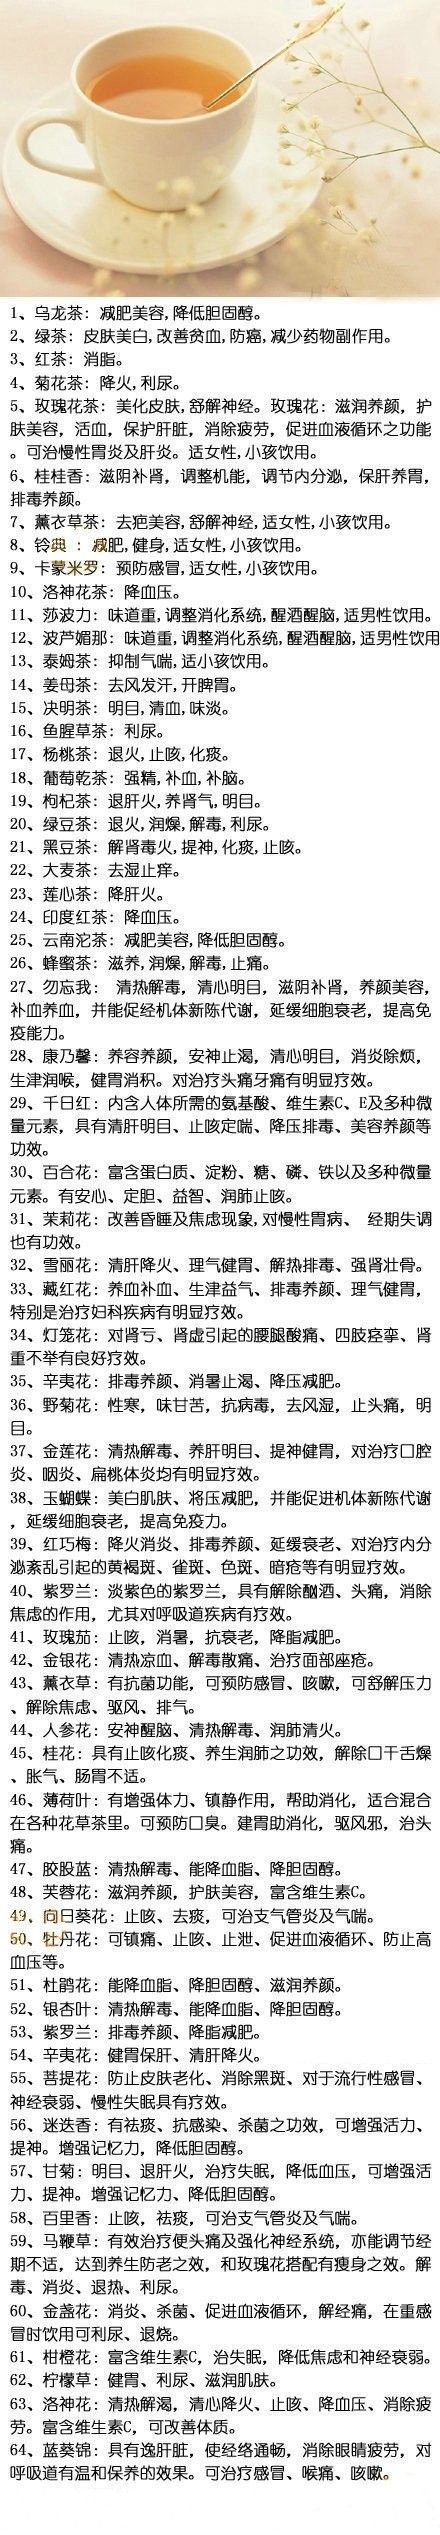 1、乌龙茶: 减肥美容,降低胆固醇。
2、绿茶: 皮肤美白,改善贫血,防癌,减少药物副作用。
3、红茶: 消脂。
4、菊花茶: 降火,利尿。
5、玫瑰花茶: 美化皮肤,舒解神经。玫瑰花: 滋润养颜, 护
肤美容, 活血, 保护肝脏, 消除疲劳, 促进血液循环之功能
。可治慢性胃炎及肝炎。适女性,小孩饮用。
6、桂桂香: 滋阴补肾, 调整机能, 调节内分泌, 保肝养胃,
排毒养颜。
7、薰衣草茶: 去疤美容,舒解神经,适女性,小孩饮用。
8、铃典 : 减肥,健身,适女性,小孩饮用。
9、卡蒙米罗: 预防感冒,适女性,小孩饮用。
10、洛神花茶: 降血压。
11、莎波力: 味道重,调整消化系统,醒酒醒脑,适男性饮用。
12、波芦媚那: 味道重,调整消化系统,醒酒醒脑,适男性饮用
13、泰姆茶: 抑制气喘,适小孩饮用。
14、姜母茶: 去风发汗,开脾胃。
15、决明茶: 明目,清血,味淡。
16、鱼腥草茶: 利尿。
17、杨桃茶: 退火,止咳,化痰。
18、葡萄乾茶: 强精,补血,补脑。
19、枸杞茶: 退肝火,养肾气,明目。
20、绿豆茶: 退火,润燥,解毒,利尿。
21、黑豆茶: 解肾毒火,提神,化痰,止咳。
22、大麦茶: 去湿止痒。
23、莲心茶: 降肝火。
24、印度红茶: 降血压。
25、云南沱茶: 减肥美容,降低胆固醇。
26、蜂蜜茶: 滋养,润燥,解毒,止痛。
27、勿忘我: 清热解毒, 清心明目, 滋阴补肾, 养颜美容,
补血养血, 并能促经机体新陈代谢, 延缓细胞衰老, 提高免
疫能力。
28、康乃馨: 养容养颜, 安神止渴, 清心明目, 消炎除烦,
生津润喉, 健胃消积。对治疗头痛牙痛有明显疗效。
29、千日红: 内含人体所需的氨基酸、维生素C、E及多种微
量元素, 具有清肝明目、止咳定喘、降压排毒、美容养颜等
功效。
30、百合花: 富含蛋白质、淀粉、糖、磷、铁以及多种微量
元素。有安心、定胆、益智、润肺止咳。
31、茉莉花: 改善昏睡及焦虑现象,对慢性胃病、 经期失调
也有功效。
32、雪丽花: 清肝降火、理气健胃、解热排毒、强肾壮骨。
33、藏红花: 养血补血、生津益气、排毒养颜、理气健胃,
特别是治疗妇科疾病有明显疗效。
34、灯笼花: 对肾亏、肾虚引起的腰腿酸痛、四肢痉挛、肾
重不举有良好疗效。
35、辛夷花: 排毒养颜、消暑止渴、降压减肥。
36、野菊花: 性寒, 味甘苦, 抗病毒, 去风湿, 止头痛, 明
目。
37、金莲花: 清热解毒、养肝明目、提神健胃, 对治疗口腔
炎、咽炎、扁桃体炎均有明显疗效。
38、玉蝴蝶: 美白肌肤、将压减肥, 并能促进机体新陈代谢
, 延缓细胞衰老, 提高免疫力。
39、红巧梅: 降火消炎、排毒养颜、延缓衰老、对治疗内分
泌紊乱引起的黄褐斑、雀斑、色斑、暗疮等有明显疗效。
40、紫罗兰: 淡紫色的紫罗兰, 具有解除酗酒、头痛, 消除
焦虑的作用, 尤其对呼吸道疾病有疗效。
41、玫瑰茄: 止咳, 消暑, 抗衰老, 降脂减肥。
42、金银花: 清热凉血、解毒散痛、治疗面部座疮。
43、薰衣草: 有抗菌功能, 可预防感冒、咳嗽, 可舒解压力
、解除焦虑、驱风、排气。
44、人参花: 安神醒脑、清热解毒、润肺清火。
45、桂花: 具有止咳化痰、养生润肺之功效, 解除口干舌燥
、胀气、肠胃不适。
46、薄荷叶: 有增强体力、镇静作用, 帮助消化, 适合混合
在各种花草茶里。可预防口臭。建胃助消化, 驱风邪, 治头
痛。
47、胶股蓝: 清热解毒、能降血脂、降胆固醇。
48、芙蓉花: 滋润养颜, 护肤美容, 富含维生素C。
49、向日葵花: 止咳、去痰, 可治支气管炎及气喘。
50、牡丹花: 可镇痛、止咳、止泄、促进血液循环、防止高
血压等。
51、杜鹃花: 能降血脂、降胆固醇、滋润养颜。
52、银杏叶: 清热解毒、能降血脂、降胆固醇。
53、紫罗兰: 排毒养颜、降脂减肥。
54、辛夷花: 健胃保肝、清肝降火。
55、菩提花: 防止皮肤老化、消除黑斑、对于流行性感冒、
神经衰弱、慢性失眠具有疗效。
56、迷迭香: 有祛痰、抗感染、杀菌之功效, 可增强活力、
提神。增强记忆力, 降低胆固醇。
57、甘菊: 明目、退肝火, 治疗失眠, 降低血压, 可增强活
力、提神。增强记忆力、降低胆固醇。
58、百里香: 止咳, 祛痰, 可治支气管炎及气喘。
59、马鞭草: 有效治疗便头痛及强化神经系统, 亦能调节经
期不适, 达到养生防老之效, 和玫瑰花搭配有瘦身之效。解
毒、消炎、退热、利尿。
60、金盏花: 消炎、杀菌、促进血液循环, 解经痛, 在重感
冒时饮用可利尿、退烧。
61、柑橙花: 富含维生素C, 治失眠, 降低焦虑和神经衰弱。
62、柠檬草: 健胃、利尿、滋润肌肤。
63、洛神花: 清热解渴, 清心降火、止咳、降血压、消除疲
劳。富含维生素C, 可改善体质。
64、蓝葵锦: 具有逸肝脏, 使经络通畅, 消除眼睛疲劳, 对
呼吸道有温和保养的效果。可治疗感冒、喉痛、咳嗽。